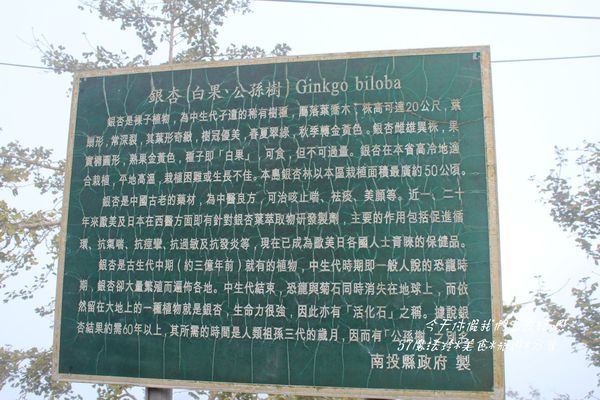 銀杏(白果、公孫樹) Ginkgo biloba
銀杏是裸子植物，為中生代孑遺的稀有樹種，屬落葉喬木，株高可達20公尺，葉
扇形，常深裂，其葉形奇緻，樹冠優美，春夏翠綠，秋季轉金黃色。銀杏雌雄異株，果
實橢圓形，熟果金黃色，種子即「白果」，可食，但不可過量。銀杏在本省高冷地適
合栽植，平地高溫，栽植困難或生長不佳。本島銀杏林以本區栽植面積最廣約50公頃。
銀杏是中國古老的藥材，為中醫良方，可治咳止喘、袪痰、美顏等。近一、二十
年來歐美及日本在西醫方面即有針對銀杏葉萃取物研發製劑，主要的作用包括促進循
環、抗氣喘、抗痙攣、抗過敏及抗發炎等，現在已成為歐美日各國人士青睞的保健品。
銀杏是古生代中期（約三億年前）就有的植物，中生代時期即一般人說的恐龍時
期，銀杏卻大量繁殖而遍佈各地。中生代結束，恐龍與菊石同時消失在地球上，而依
然留存在大地上的一種植物就是銀杏，生命力很強，因此亦有「活化石」之稱。據說銀
杏結果約需60年以上，其所需的時間是人類祖孫三代的歲月，因而有「公孫樹
南投縣政府 製